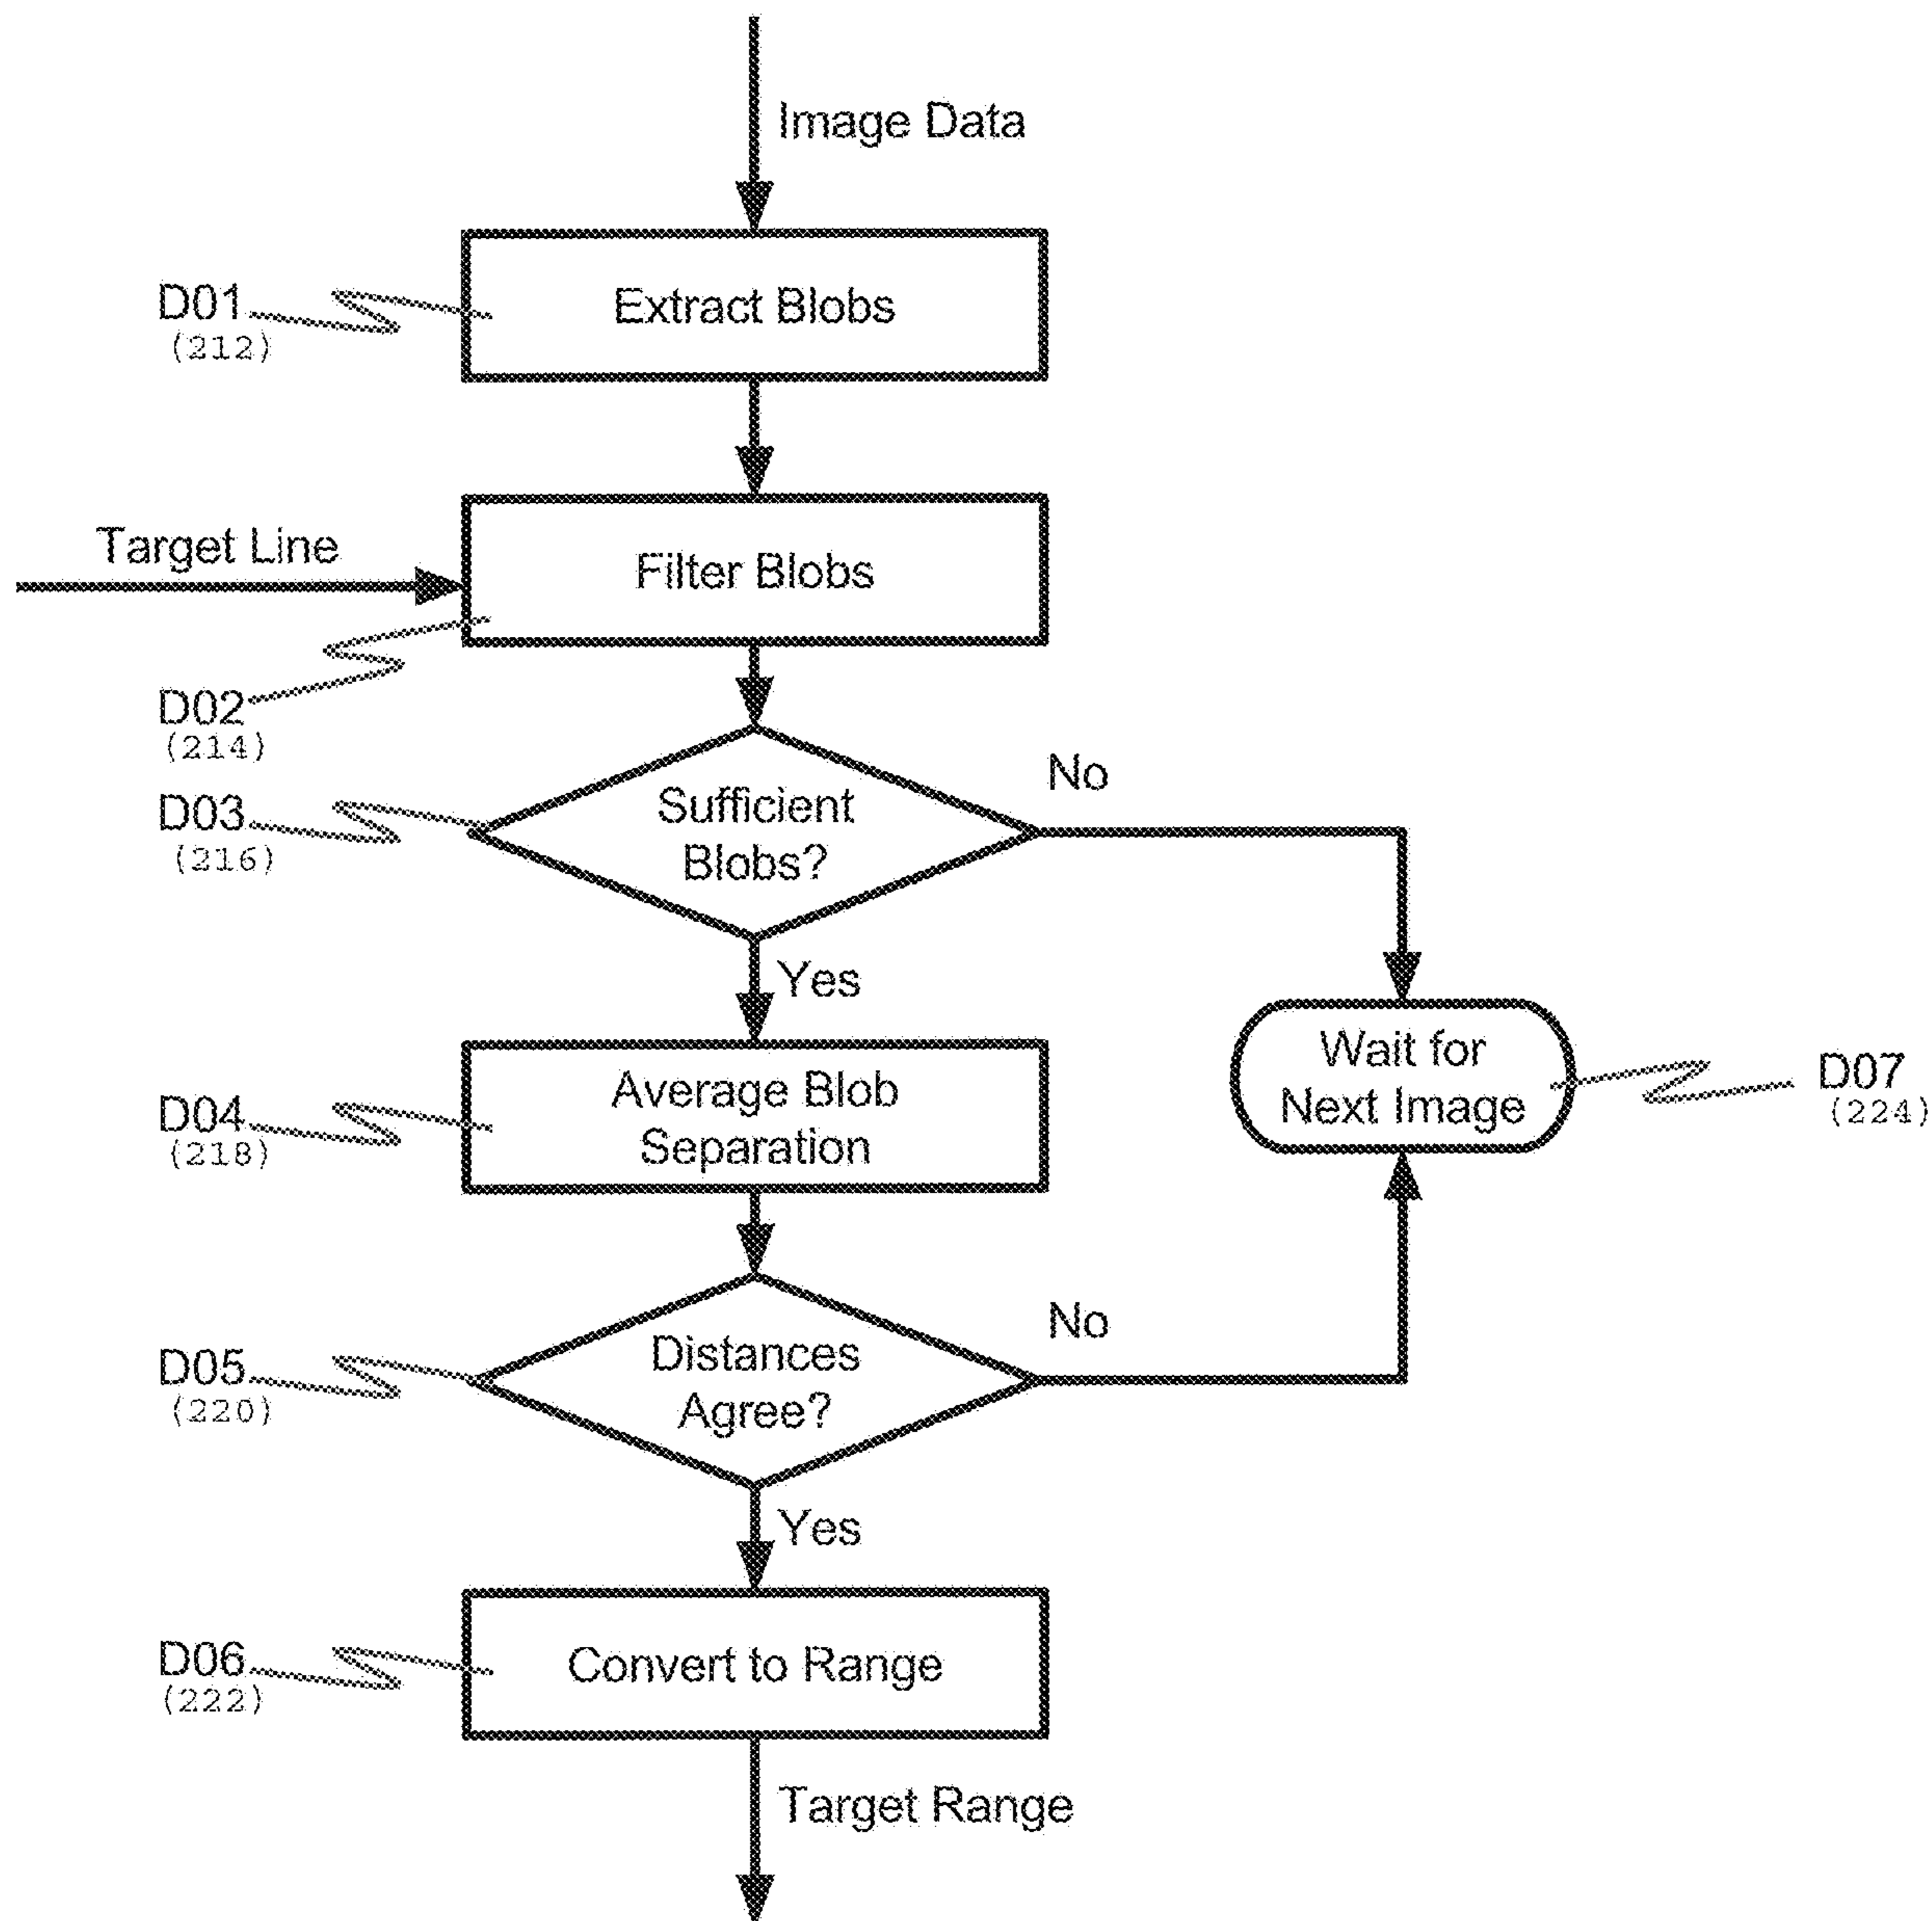 Image Data
D01
(212)
Extract Blobs
Target Line
Filter Blobs
D02
(214)
D03
(216)
Sufficient
Blobs?
No
Yes
D04
(218)
Average Blob
Separation
Wait for
Next Image
D07
(224)
D05
(220)
Distances
Agree?
No
Yes
D06
(222)
Convert to Range
Target Range